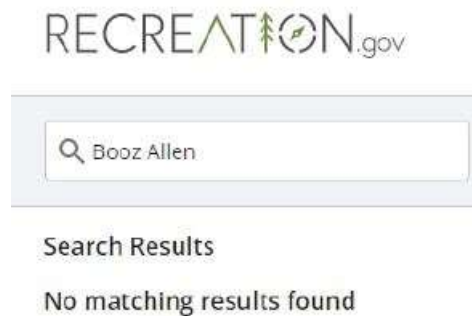 RECREATION.gov
Booz Allen
Search Results
No matching results found